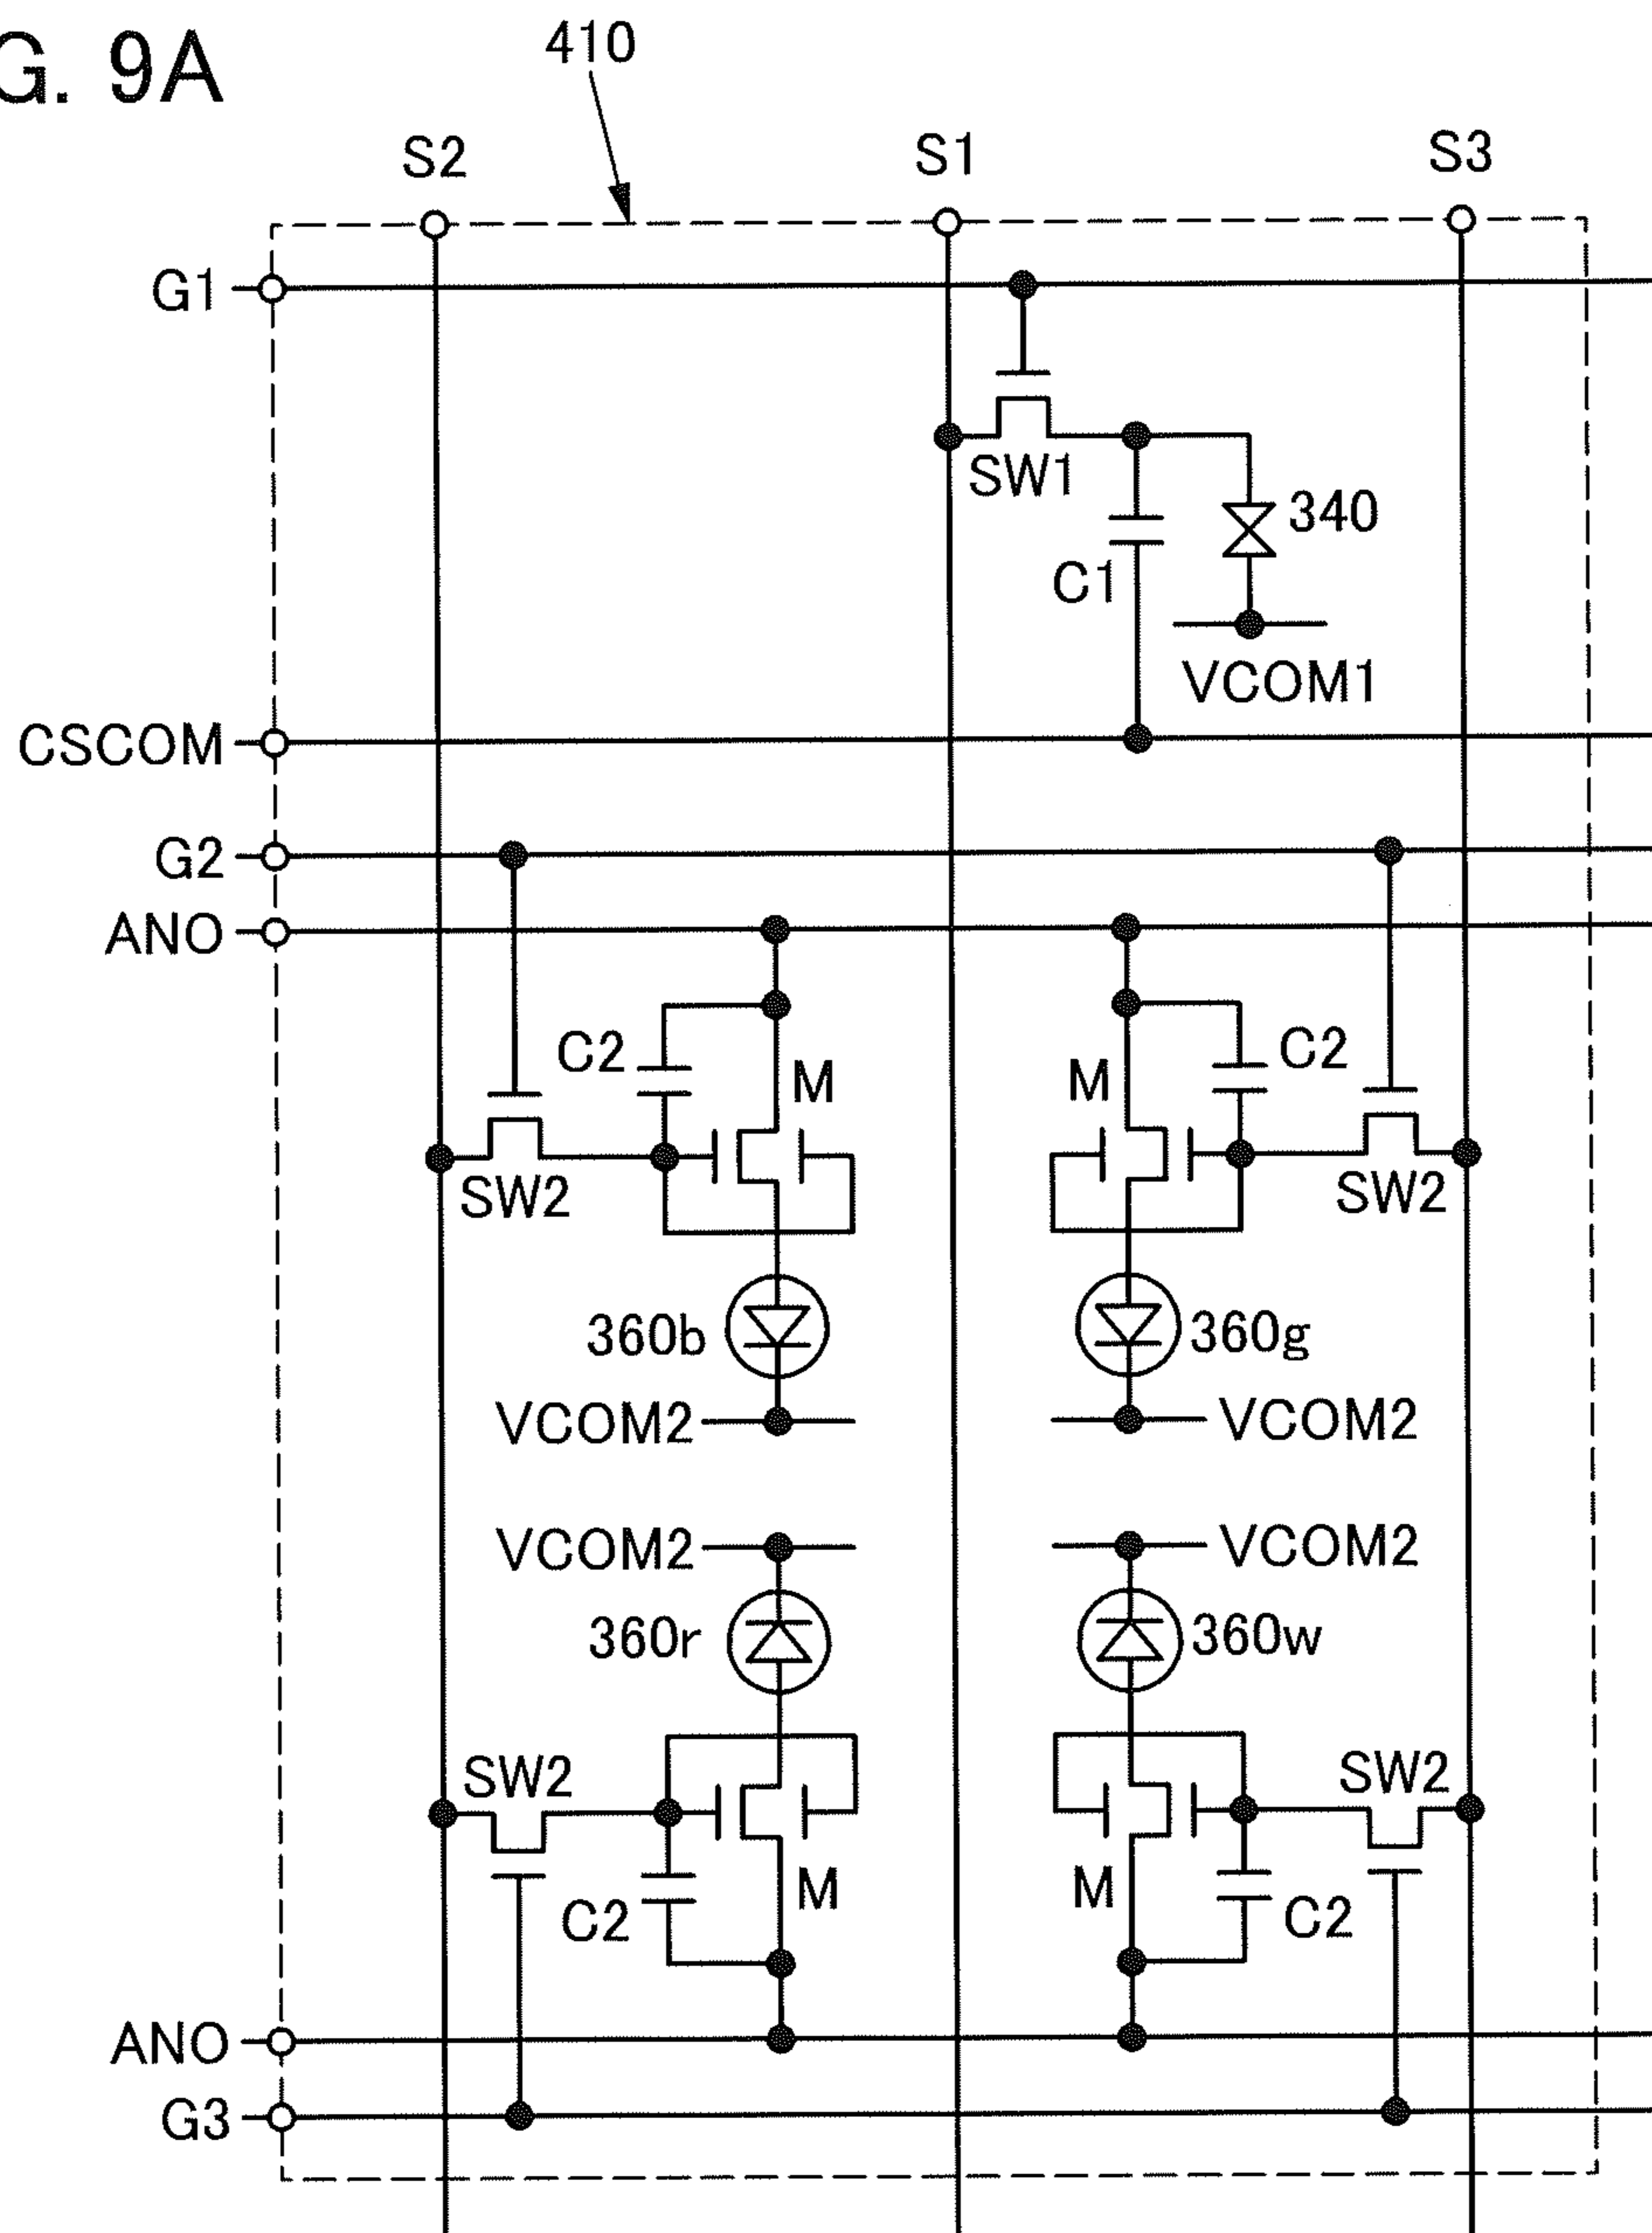 G. 9A
410
S2
S1
S3
G1
SW1
340
C1
VCOM1
CSCOM
G2
ANO
C2
M
M
C2
SW2
SW2
360b
360g
VCOM2
VCOM2
VCOM2
VCOM2
360r
360w
SW2
SW2
M
M
C2
C2
ANO
G3